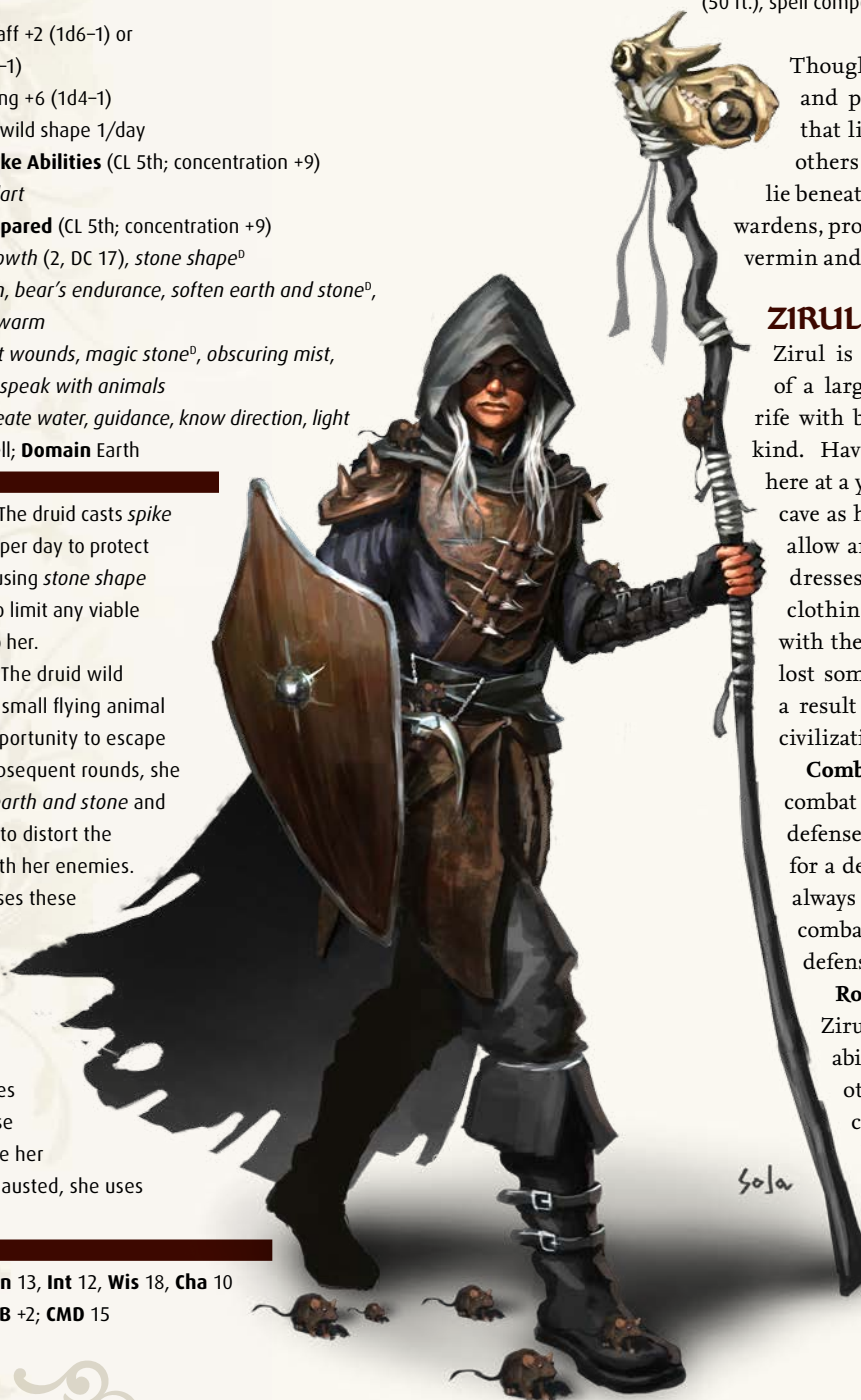 aff +2 (1d6–1) or
–1)
ng +6 (1d4–1)
wild shape 1/day
ke Abilities (CL 5th; concentration +9)
art
pared (CL 5th; concentration +9)
owth (2, DC 17), stone shapeᴰ
n, bear's endurance, soften earth and stoneᴰ,
warm
t wounds, magic stoneᴰ, obscuring mist,
speak with animals
eate water, guidance, know direction, light
ll; Domain Earth
The druid casts spike
per day to protect
using stone shape
o limit any viable
o her.
The druid wild
small flying animal
portunity to escape
bsequent rounds, she
earth and stone and
to distort the
th her enemies.
ses these
es
se
e her
austed, she uses
n 13, Int 12, Wis 18, Cha 10
B +2; CMD 15
(50 ft.), spell comp
Though
and p
that li
others
lie beneat
wardens, pro
vermin and
ZIRUL
Zirul is
of a larg
rife with b
kind. Hav
here at a y
cave as h
allow a
dresses
clothin
with the
lost som
a result
civilizati
Comb
combat
defense
for a de
always
comba
defens
Ro
Ziru
abi
ot
c
Sola